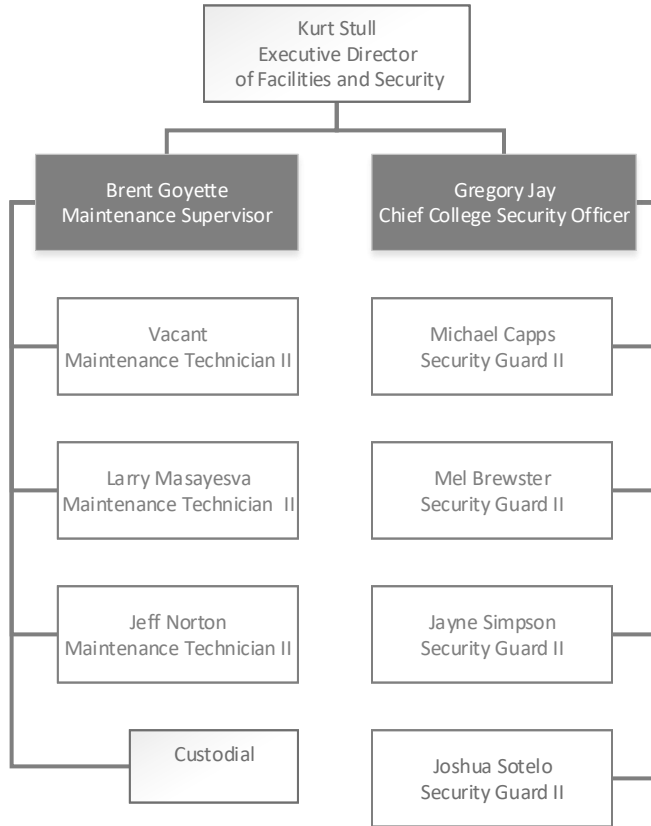 Kurt Stull
Executive Director
of Facilities and Security
Brent Goyette
Maintenance Supervisor
Gregory Jay
Chief College Security Officer
Vacant
Maintenance Technician II
Michael Capps
Security Guard II
Larry Masayesva
Maintenance Technician II
Mel Brewster
Security Guard II
Jeff Norton
Maintenance Technician II
Jayne Simpson
Security Guard II
Custodial
Joshua Sotelo
Security Guard II